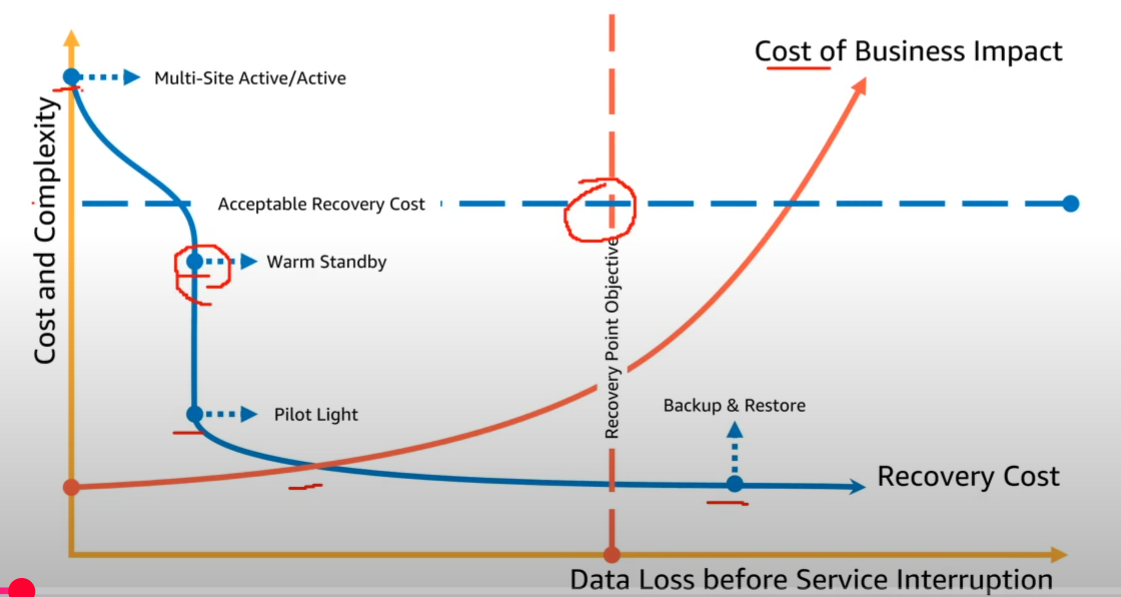 Cost of Business Impact
Multi-Site Active/Active
Cost and Complexity
Acceptable Recovery Cost
Warm Standby
Recovery Point Objective
Pilot Light
Backup & Restore
Recovery Cost
Data Loss before Service Interruption